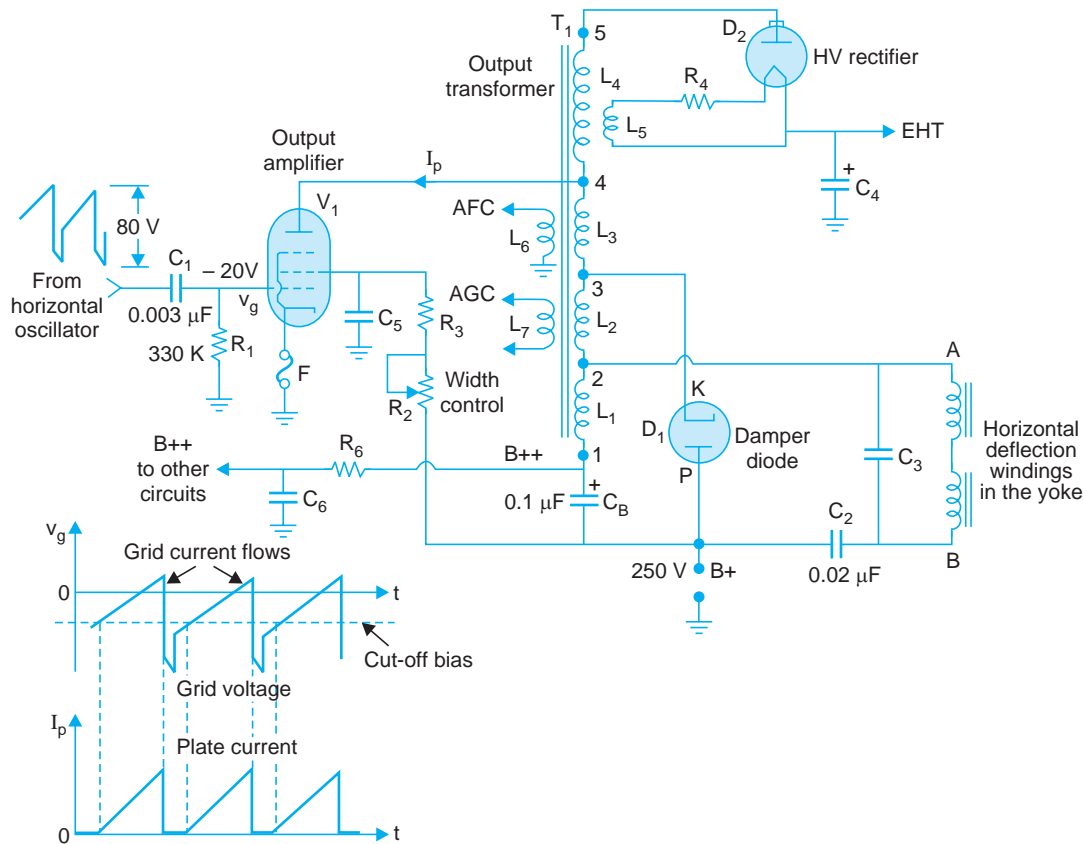 T1
5
D2
HV rectifier
Output
transformer
L4
R4
L5
EHT
+
C4
Output
amplifier
Ip
V1
4
80 V
AFC
L6
L3
From
horizontal
oscillator
C1
0.003 μF
– 20V
vg
R1
330 K
F
C5
R3
AGC
L7
3
L2
2
Width
control
R2
L1
K
D1
Damper
diode
P
A
C3
Horizontal
deflection
windings
in the yoke
B++
to other
circuits
R6
C6
B++
1
+
0.1 μF
CB
C2
0.02 μF
B
250 V
B+
vg
Grid current flows
0
t
Cut-off bias
Grid voltage
Ip
Plate current
0
t